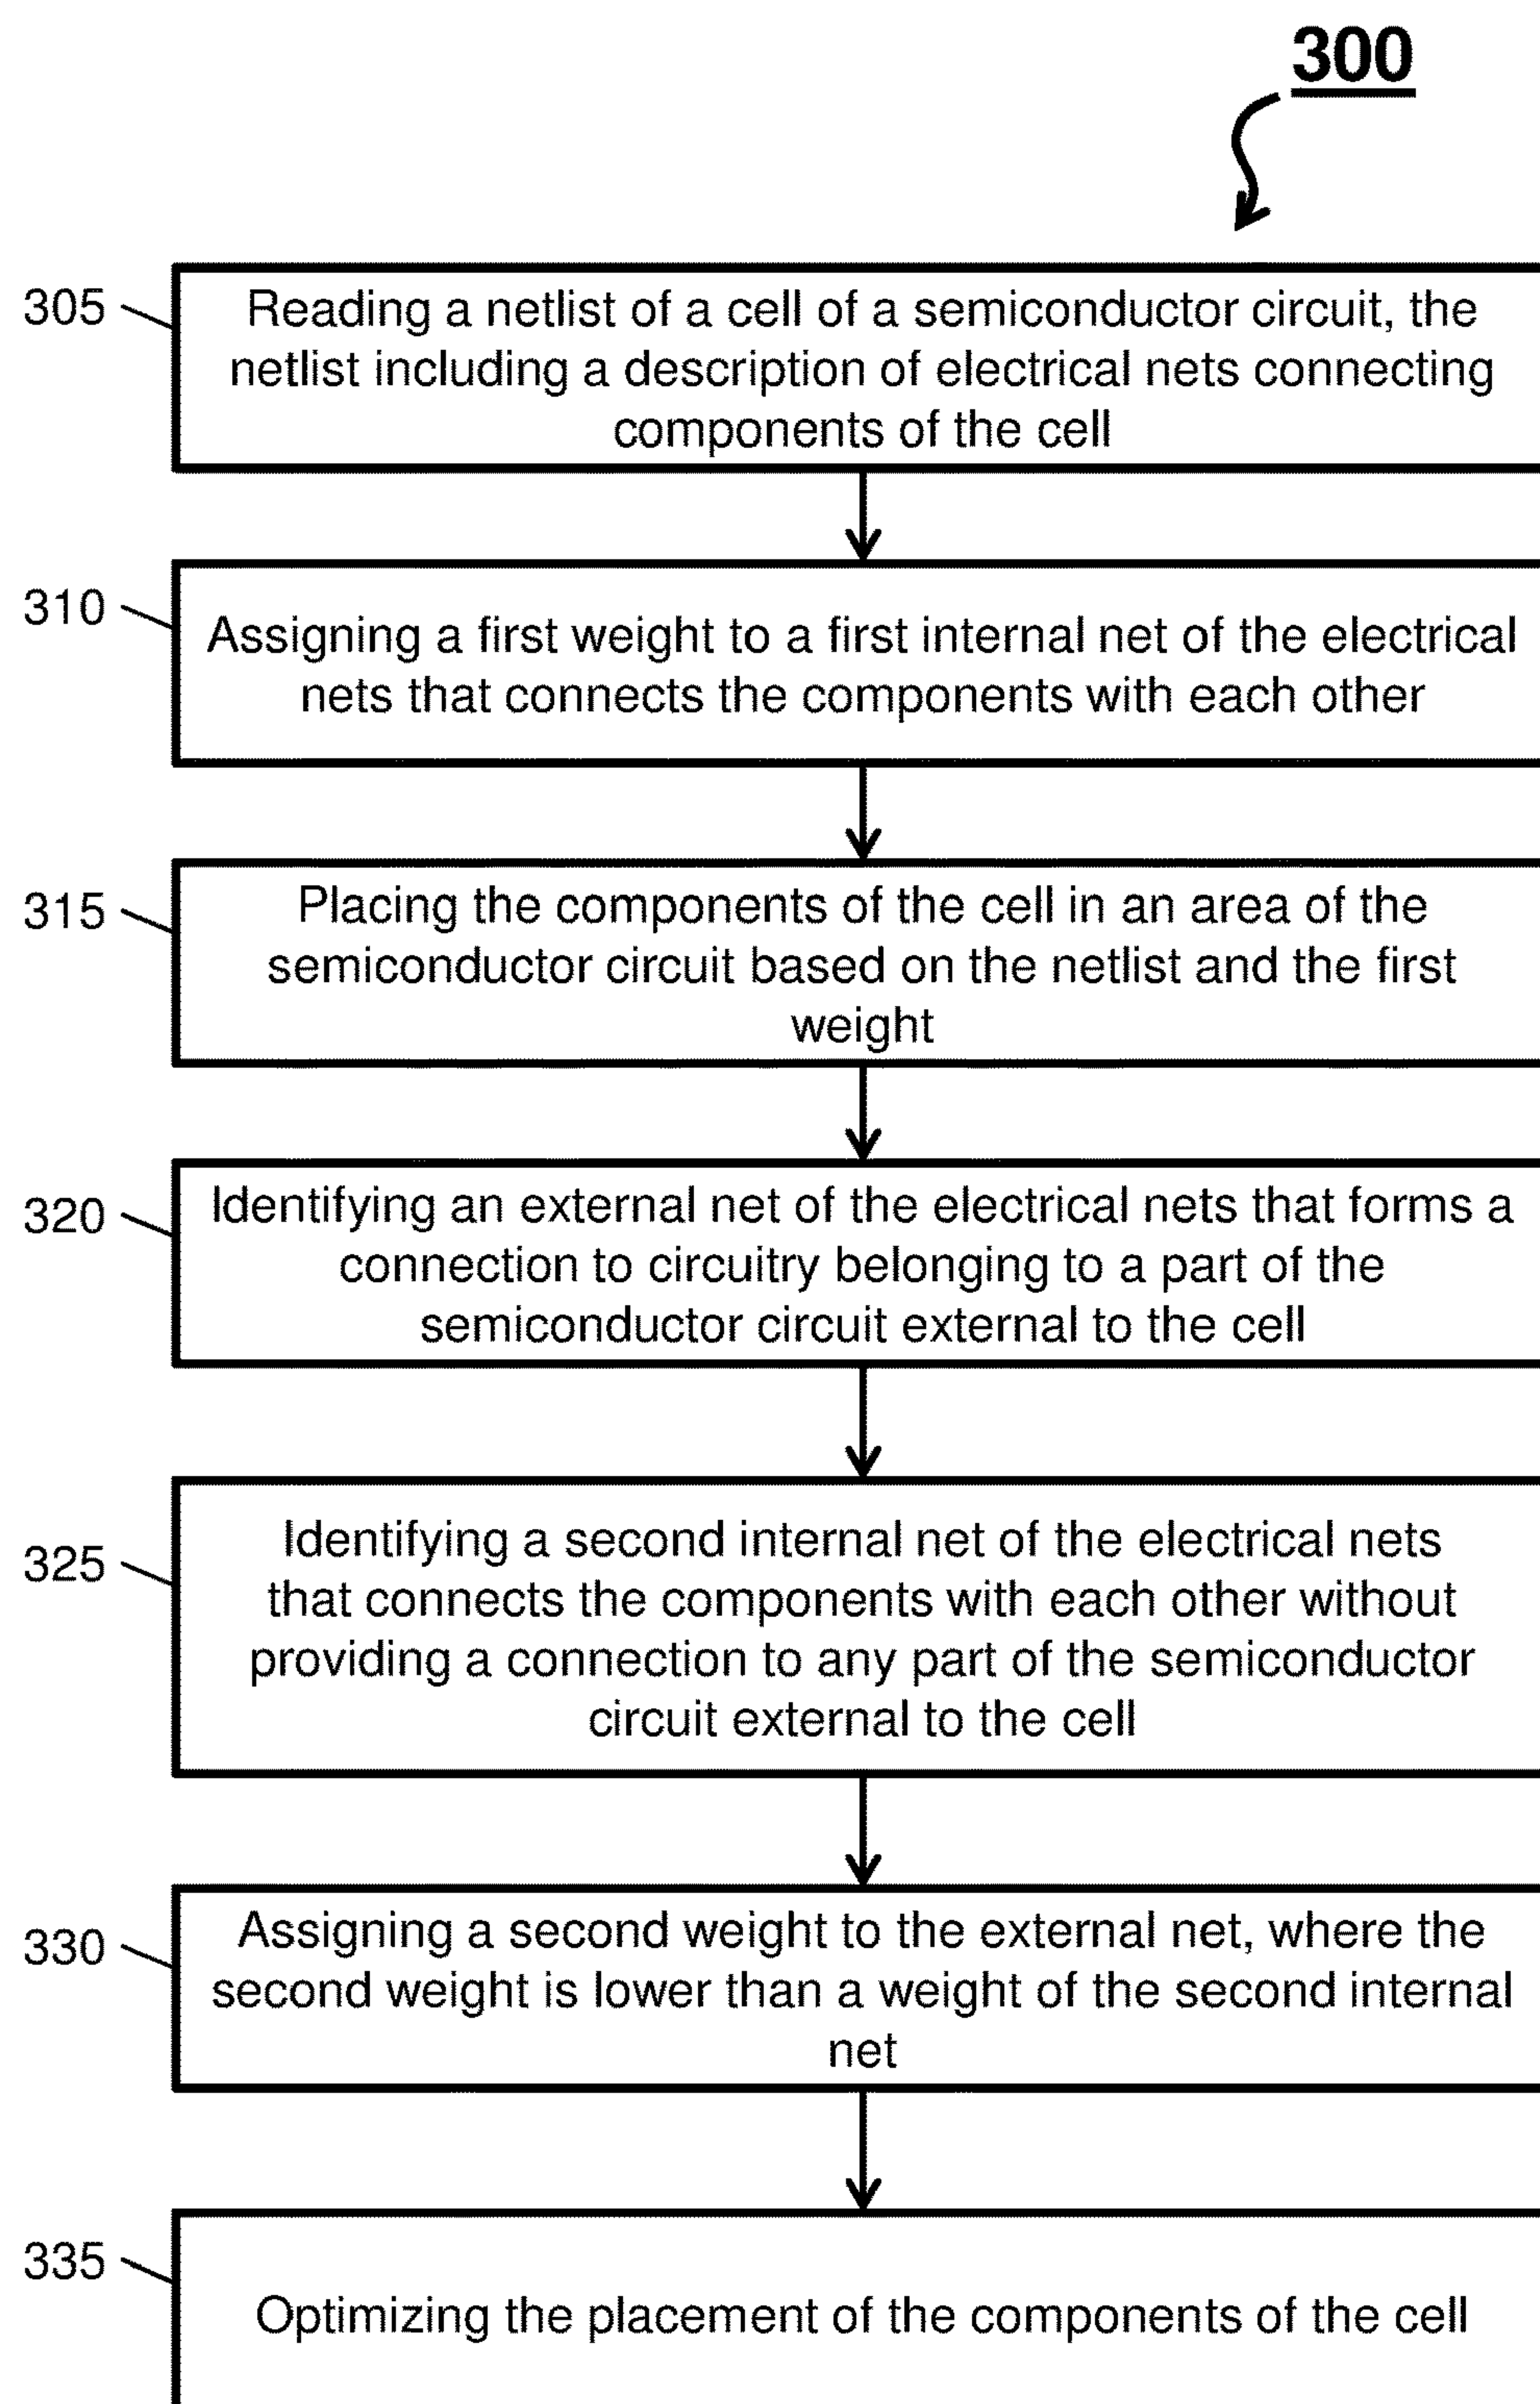 300
305
Reading a netlist of a cell of a semiconductor circuit, the
netlist including a description of electrical nets connecting
components of the cell
310
Assigning a first weight to a first internal net of the electrical
nets that connects the components with each other
315
Placing the components of the cell in an area of the
semiconductor circuit based on the netlist and the first
weight
320
Identifying an external net of the electrical nets that forms a
connection to circuitry belonging to a part of the
semiconductor circuit external to the cell
325
Identifying a second internal net of the electrical nets
that connects the components with each other without
providing a connection to any part of the semiconductor
circuit external to the cell
330
Assigning a second weight to the external net, where the
second weight is lower than a weight of the second internal
net
335
Optimizing the placement of the components of the cell